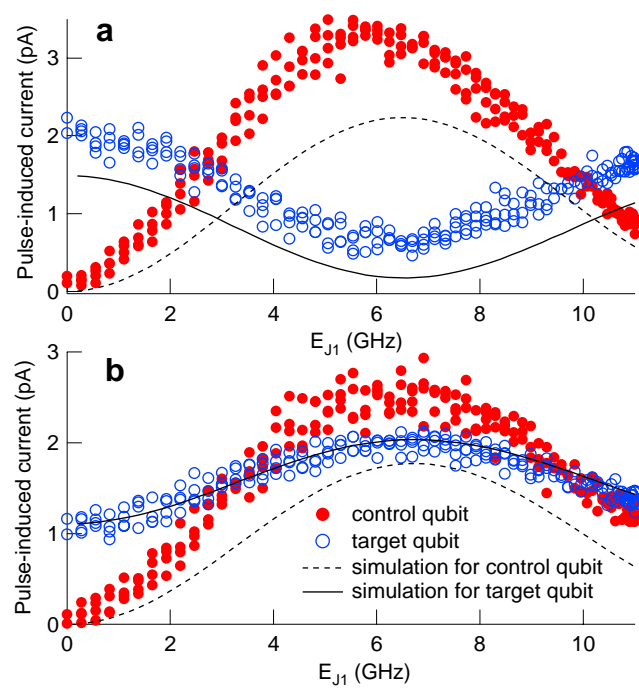 a
3
2
1
0
Pulse-induced current (pA)
0 2 4 6 8 10
E_J1 (GHz)
b
3
2
1
0
Pulse-induced current (pA)
control qubit
target qubit
simulation for control qubit
simulation for target qubit
0 2 4 6 8 10
E_J1 (GHz)